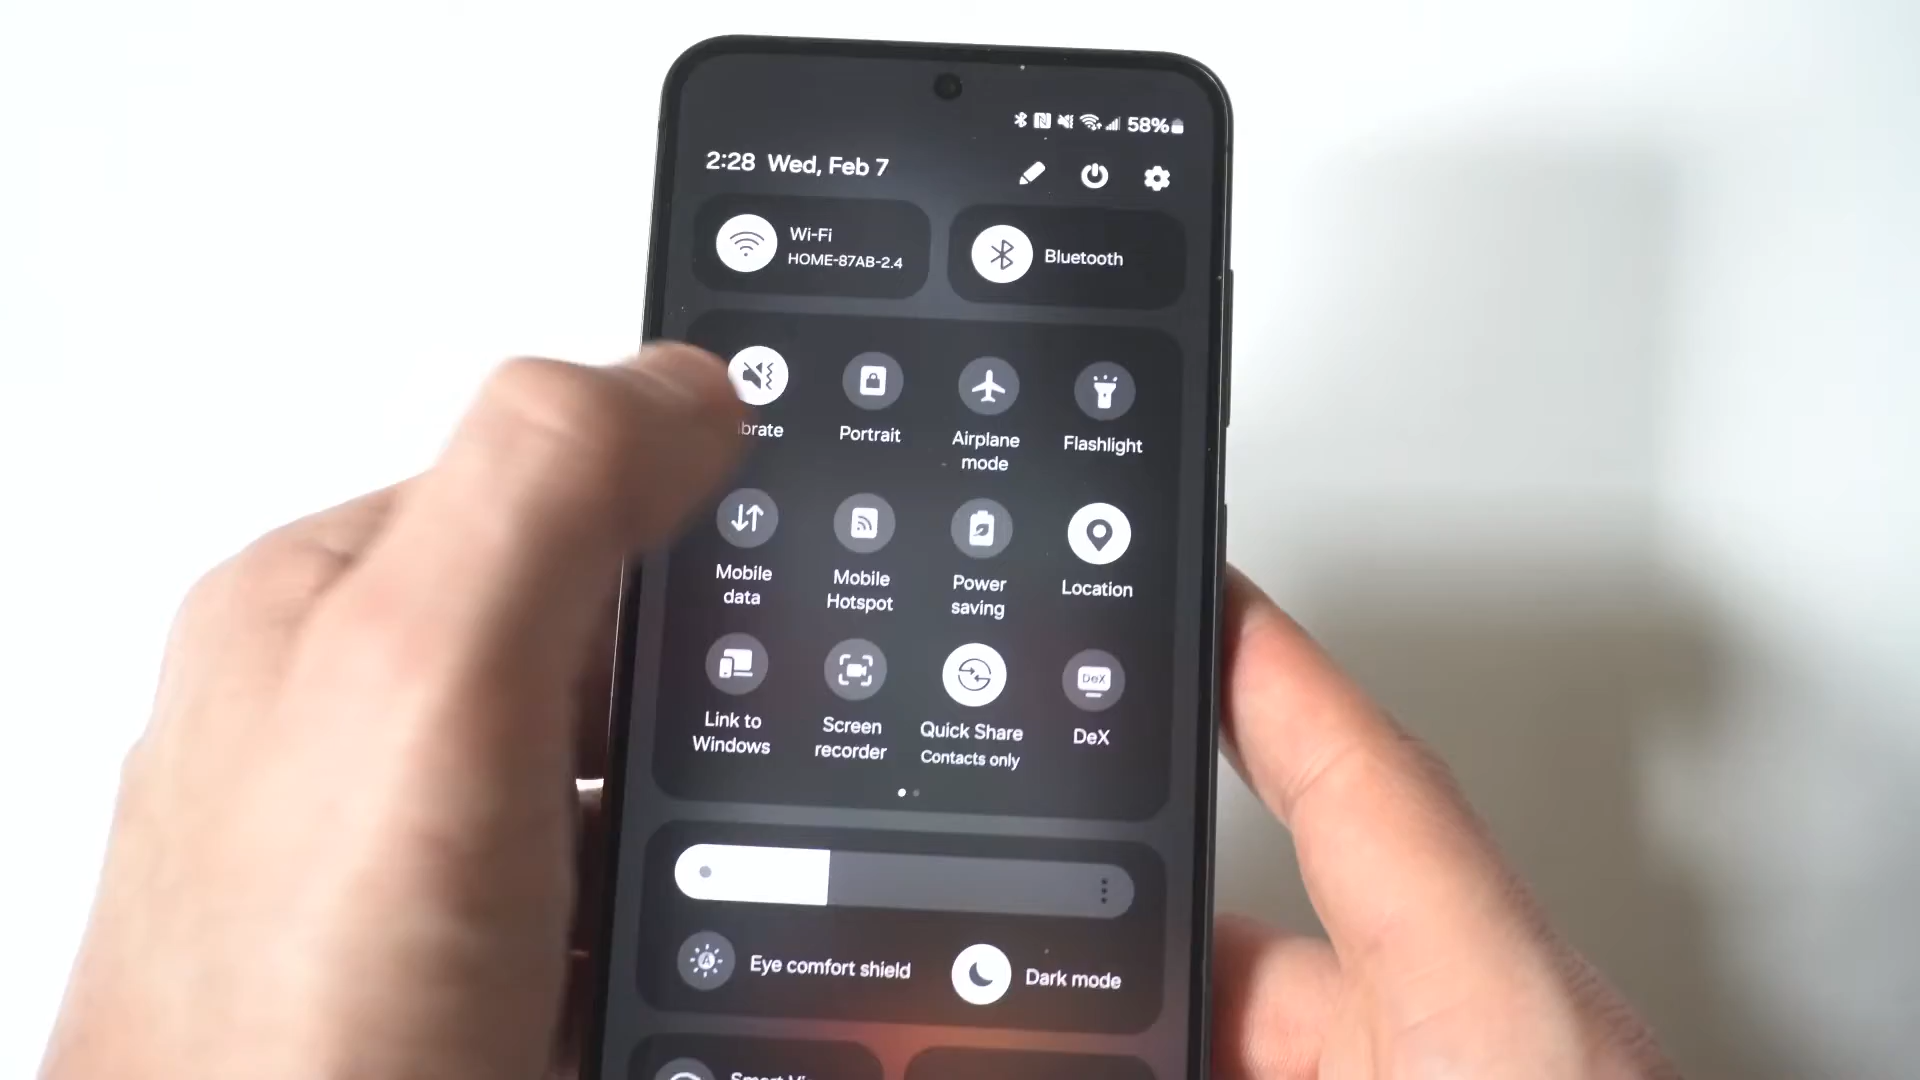 58%
2:28 Wed, Feb 7
Wi-Fi
HOME-87AB-2.4
Bluetooth
brate
Portrait
Airplane
mode
Flashlight
Mobile
data
Mobile
Hotspot
Power
saving
Location
Link to
Windows
Screen
recorder
Quick Share
Contacts only
DeX
DeX
Eye comfort shield
A
Dark mode